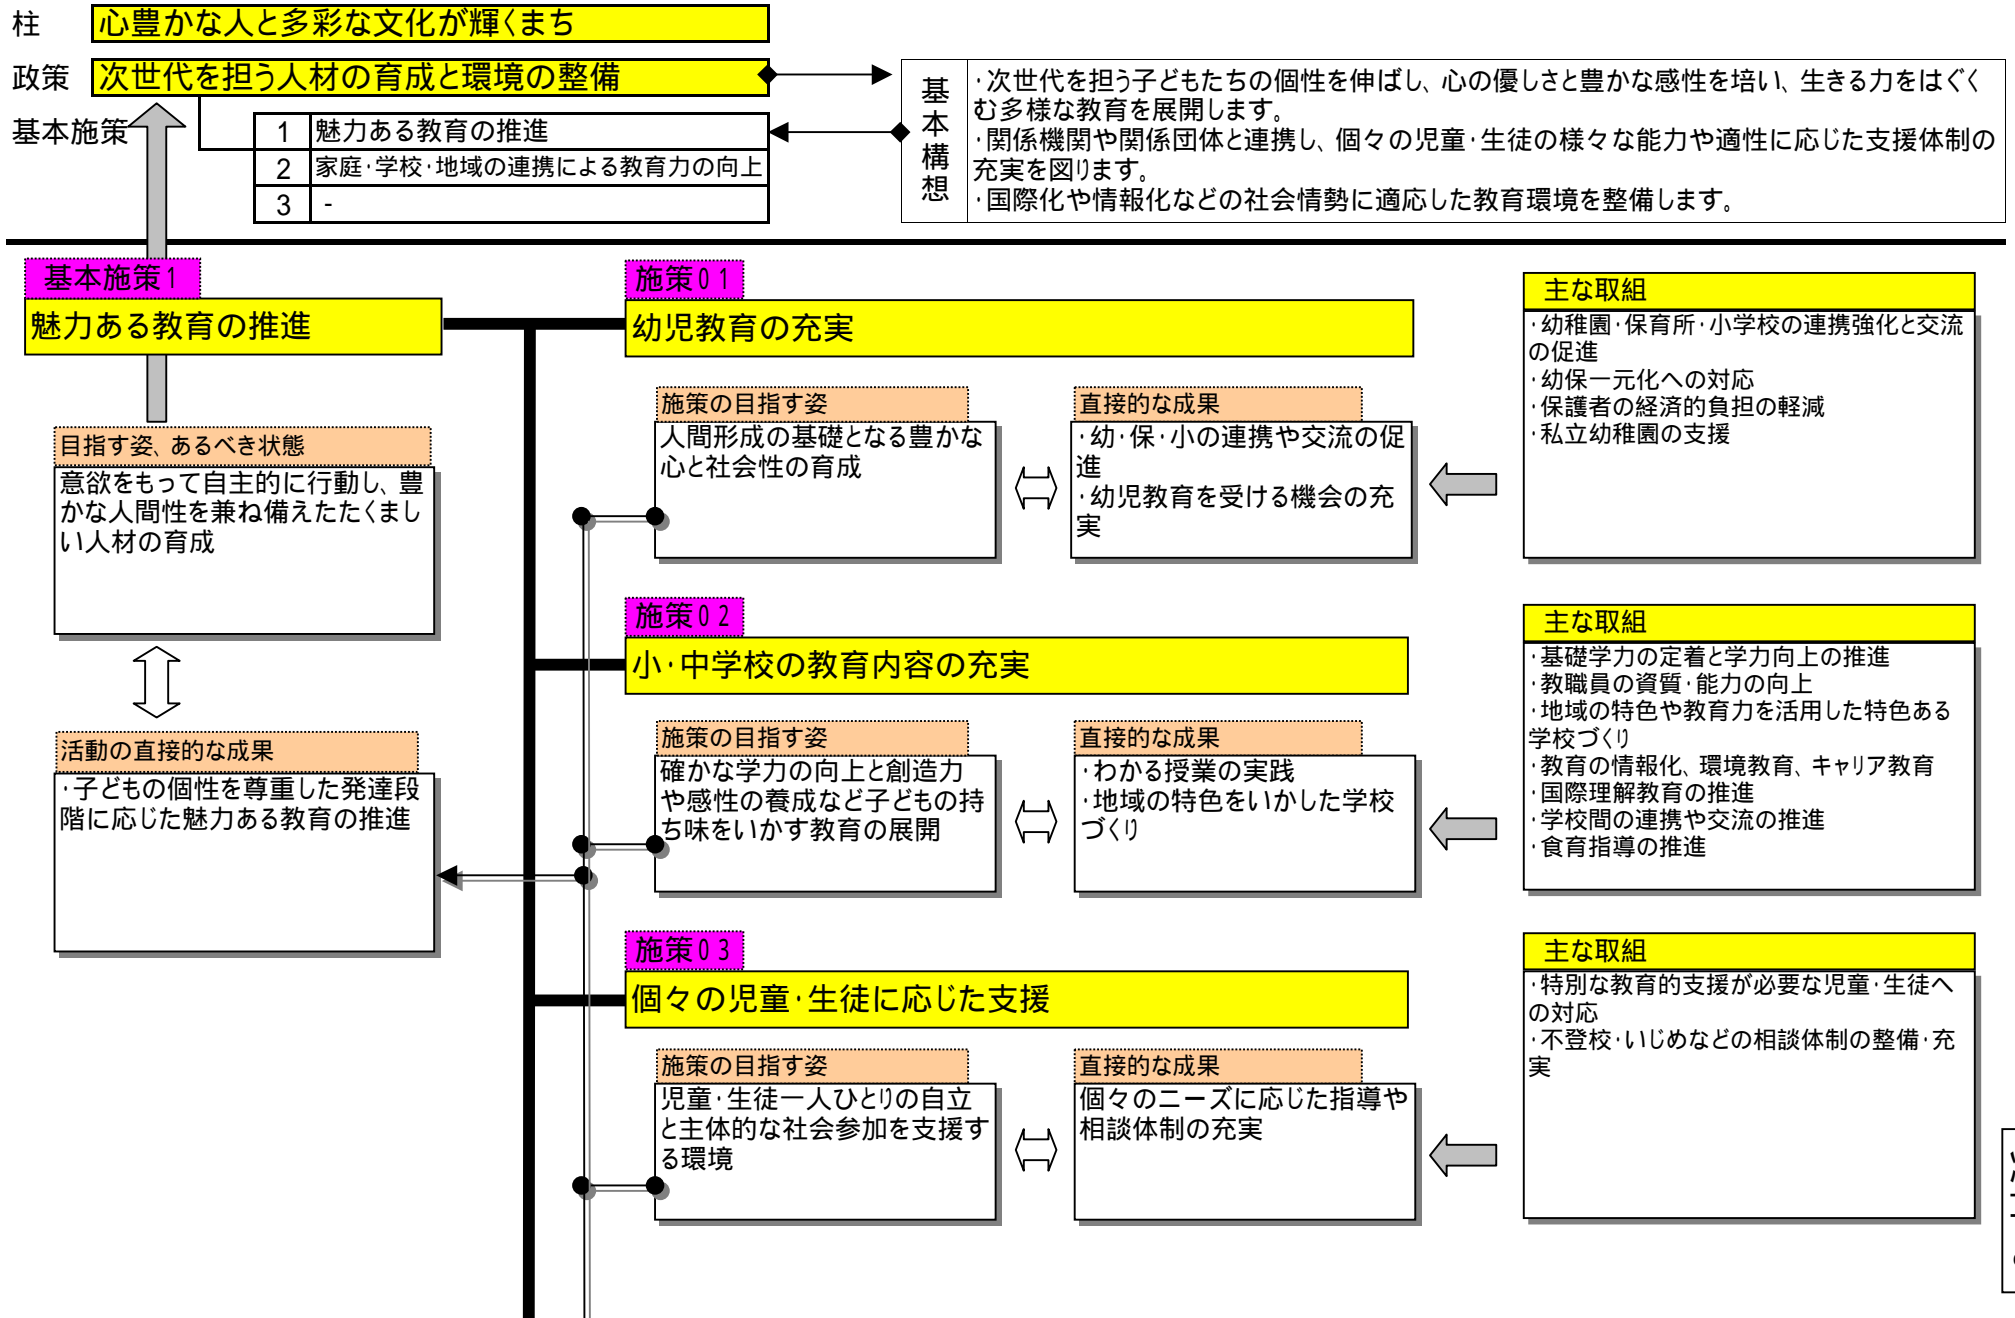 柱
心豊かな人と多彩な文化が輝くまち
政策
次世代を担う人材の育成と環境の整備
基本施策
1 魅力ある教育の推進
2 家庭・学校・地域の連携による教育力の向上
3 -
基本構想
・次世代を担う子どもたちの個性を伸ばし、心の優しさと豊かな感性を培い、生きる力をはぐく
む多様な教育を展開します。
・関係機関や関係団体と連携し、個々の児童・生徒の様々な能力や適性に応じた支援体制の
充実を図ります。
・国際化や情報化などの社会情勢に適応した教育環境を整備します。
基本施策1
魅力ある教育の推進
目指す姿、あるべき状態
意欲をもって自主的に行動し、豊
かな人間性を兼ね備えたたくまし
い人材の育成
活動の直接的な成果
・子どもの個性を尊重した発達段
階に応じた魅力ある教育の推進
施策01
幼児教育の充実
施策の目指す姿
人間形成の基礎となる豊かな
心と社会性の育成
直接的な成果
・幼・保・小の連携や交流の促
進
・幼児教育を受ける機会の充
実
主な取組
・幼稚園・保育所・小学校の連携強化と交流
の促進
・幼保一元化への対応
・保護者の経済的負担の軽減
・私立幼稚園の支援
施策02
小・中学校の教育内容の充実
施策の目指す姿
確かな学力の向上と創造力
や感性の養成など子どもの持
ち味をいかす教育の展開
直接的な成果
・わかる授業の実践
・地域の特色をいかした学校
づくり
主な取組
・基礎学力の定着と学力向上の推進
・教職員の資質・能力の向上
・地域の特色や教育力を活用した特色ある
学校づくり
・教育の情報化、環境教育、キャリア教育
・国際理解教育の推進
・学校間の連携や交流の推進
・食育指導の推進
施策03
個々の児童・生徒に応じた支援
施策の目指す姿
児童・生徒一人ひとりの自立
と主体的な社会参加を支援す
る環境
直接的な成果
個々のニーズに応じた指導や
相談体制の充実
主な取組
・特別な教育的支援が必要な児童・生徒へ
の対応
・不登校・いじめなどの相談体制の整備・充
実